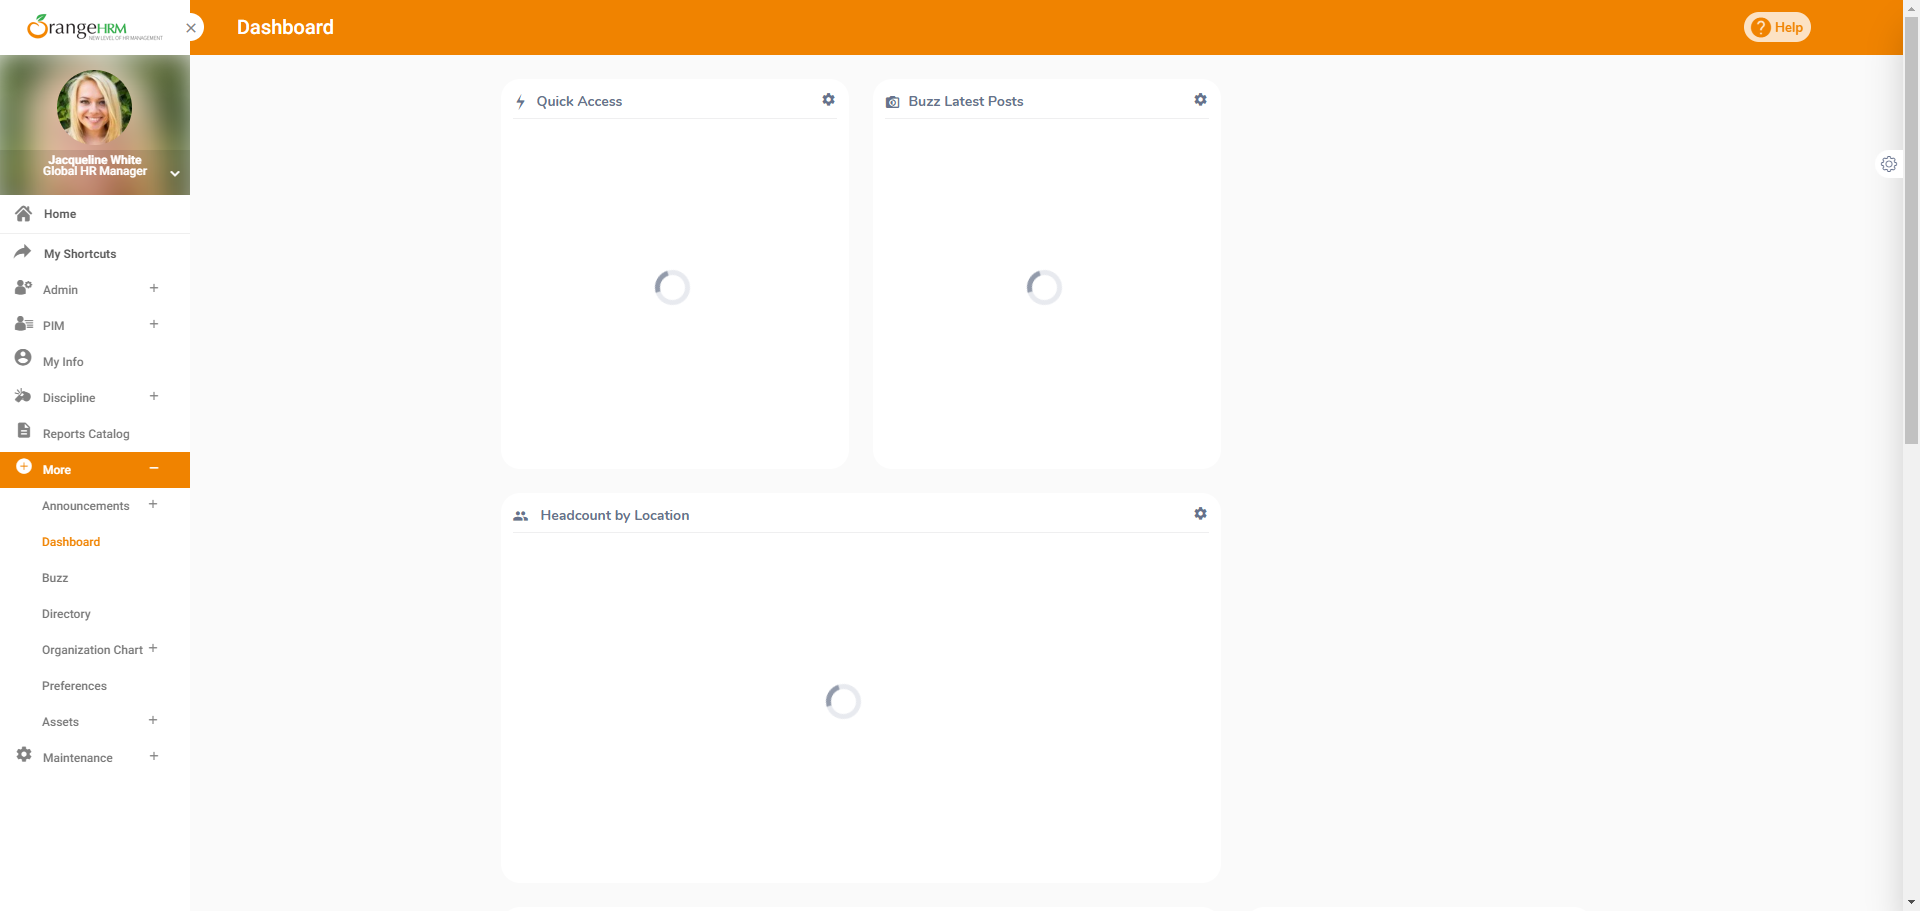 OrangeHRM
NEW LEVEL OF HR MANAGEMENT
Dashboard
? Help
Jacqueline White
Global HR Manager
Home
My Shortcuts
Admin
PIM
My Info
Discipline
Reports Catalog
More
Announcements
Dashboard
Buzz
Directory
Organization Chart
Preferences
Assets
Maintenance
Quick Access
Buzz Latest Posts
Headcount by Location